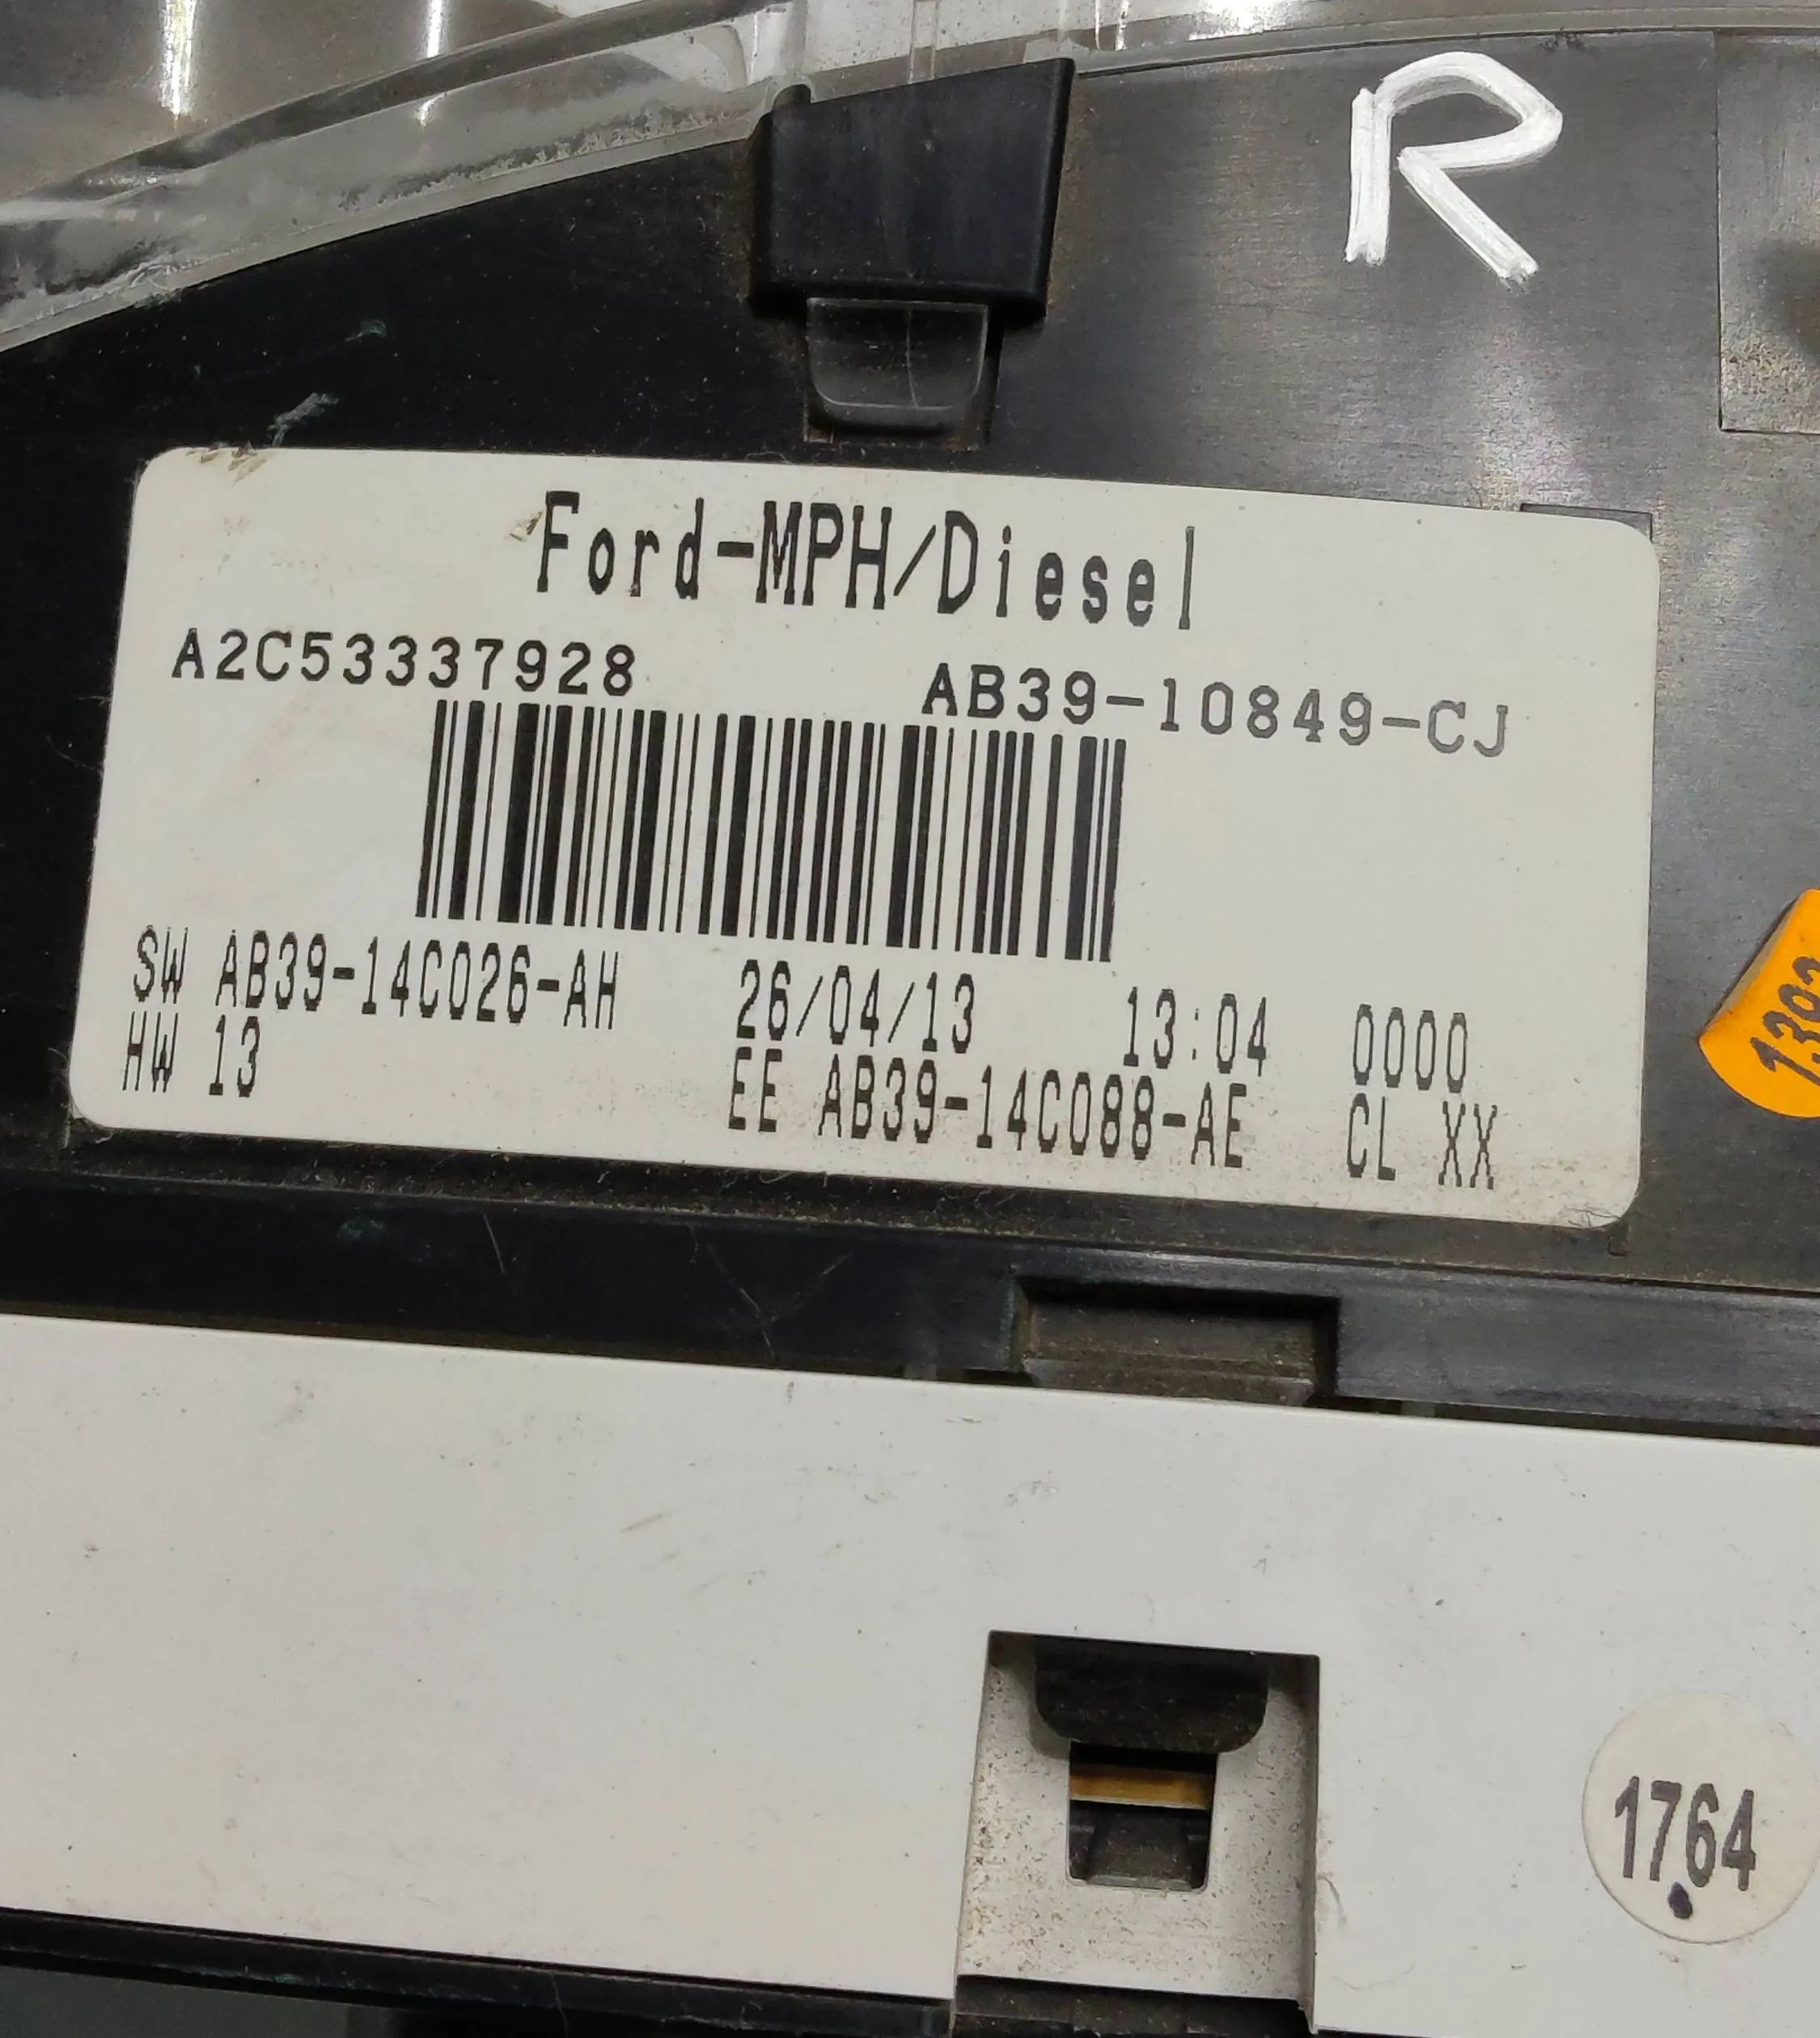 R
Ford-MPH/Diesel
A2C53337928 AB39-10849-CJ
SW AB39-14C026-AH 26/04/13 13:04 0000
HW 13 EE AB39-14C088-AE CL XX
1764